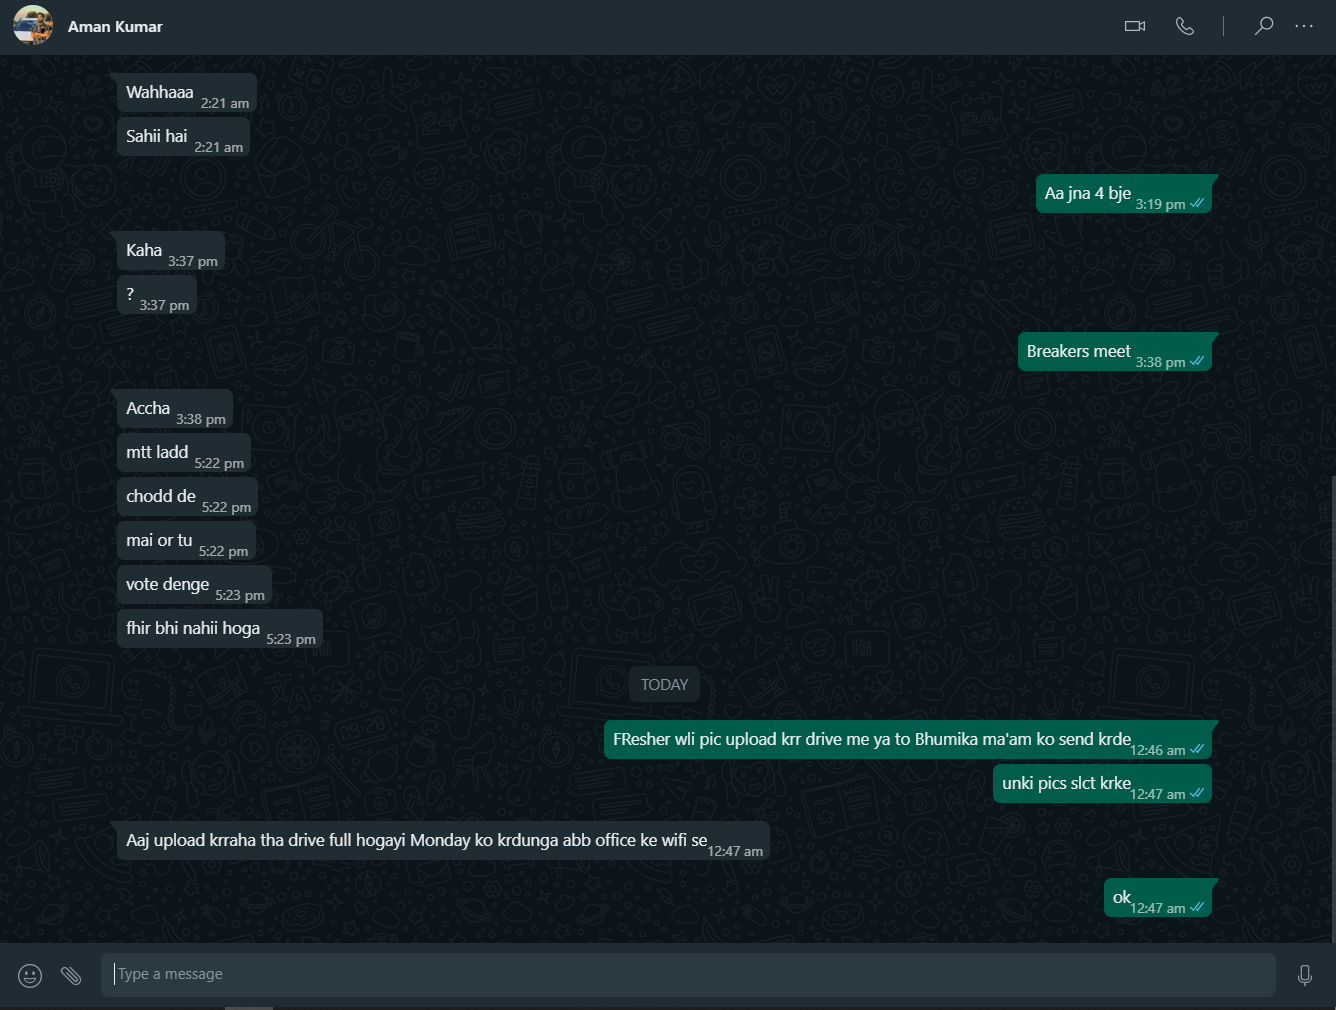 Aman Kumar
Wahhaaa 2:21 am
Sahii hai 2:21 am
Aa jna 4 bje 3:19 pm
Kaha 3:37 pm
? 3:37 pm
Breakers meet 3:38 pm
Accha 3:38 pm
mtt ladd 5:22 pm
chodd de 5:22 pm
mai or tu 5:22 pm
vote denge 5:23 pm
fhir bhi nahii hoga 5:23 pm
TODAY
FResher wli pic upload krr drive me ya to Bhumika ma'am ko send krde 12:46 am
unki pics slct krke 12:47 am
Aaj upload krraha tha drive full hogayi Monday ko krdunga abb office ke wifi se 12:47 am
ok 12:47 am
Type a message